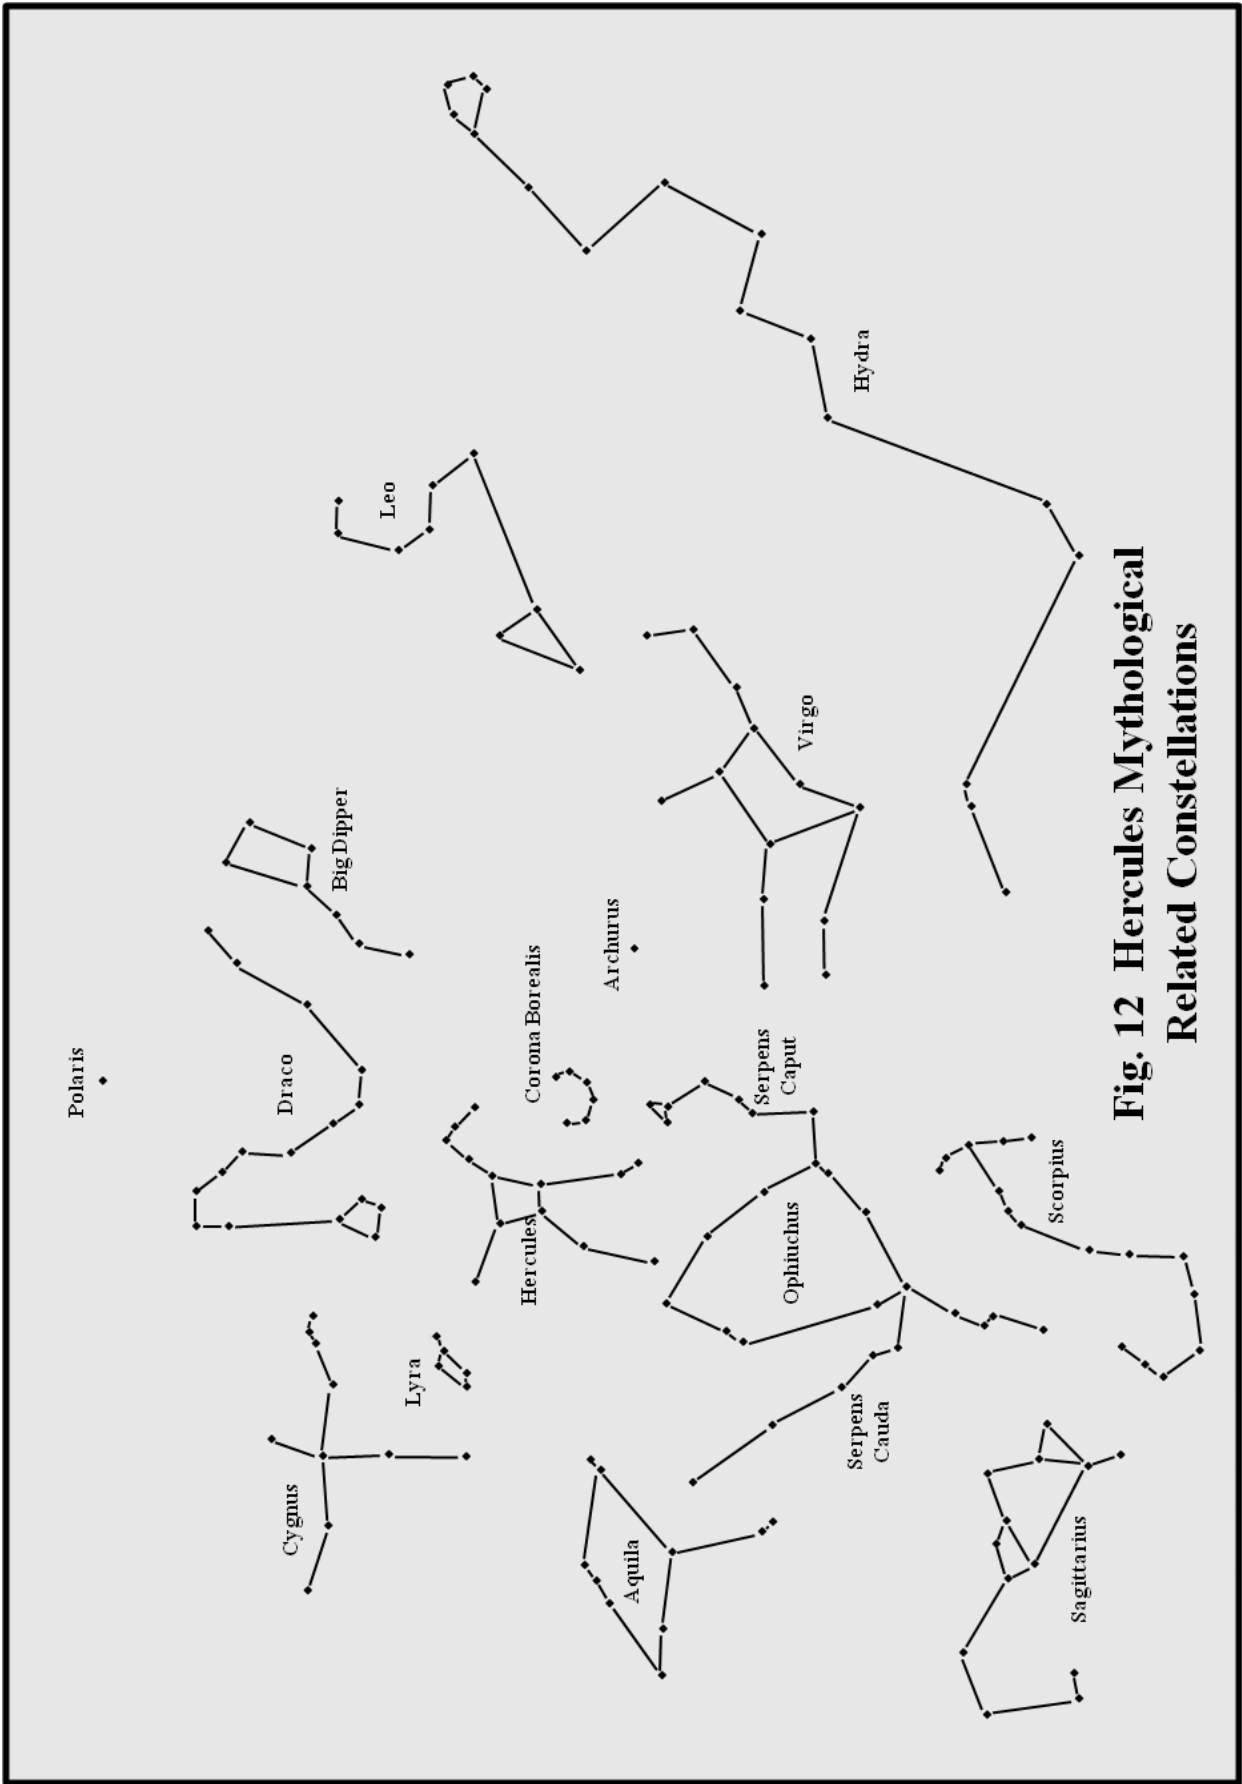 Polaris
Draco
Big Dipper
Leo
Cygnus
Lyra
Hercules
Corona Borealis
Archurus
Hydra
Aquila
Ophiuchus
Serpens
Caput
Virgo
Serpens
Cauda
Sagittarius
Scorpius
Fig. 12 Hercules Mythological
Related Constellations